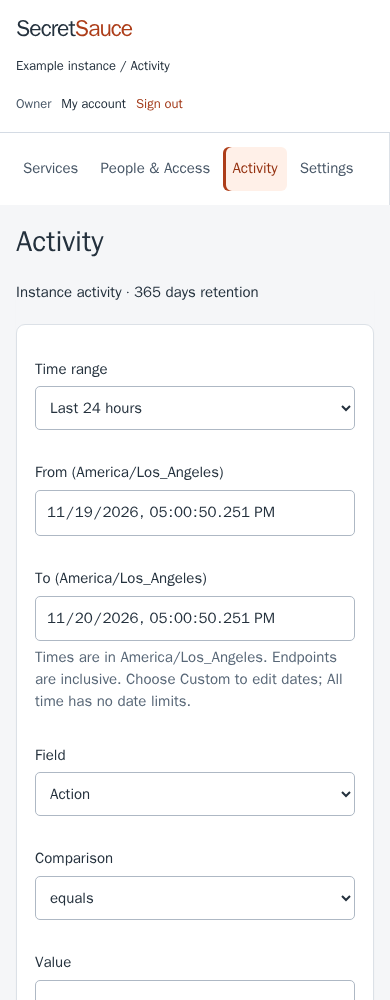 SecretSauce
Example instance / Activity
Owner My account Sign out
Services People & Access Activity Settings
Activity
Instance activity · 365 days retention
Time range
Last 24 hours
From (America/Los_Angeles)
11/19/2026, 05:00:50.251 PM
To (America/Los_Angeles)
11/20/2026, 05:00:50.251 PM
Times are in America/Los_Angeles. Endpoints
are inclusive. Choose Custom to edit dates; All
time has no date limits.
Field
Action
Comparison
equals
Value